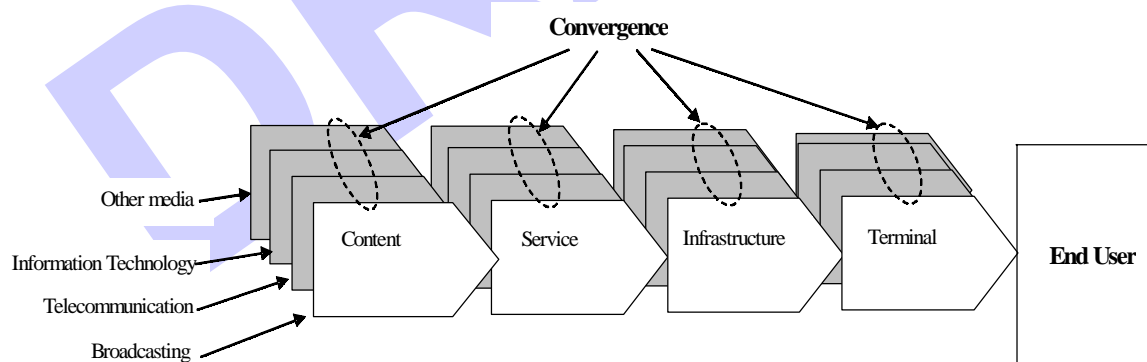 Convergence
Other media
Content
Service
Infrastructure
Terminal
End User
Information Technology
Telecommunication
Broadcasting